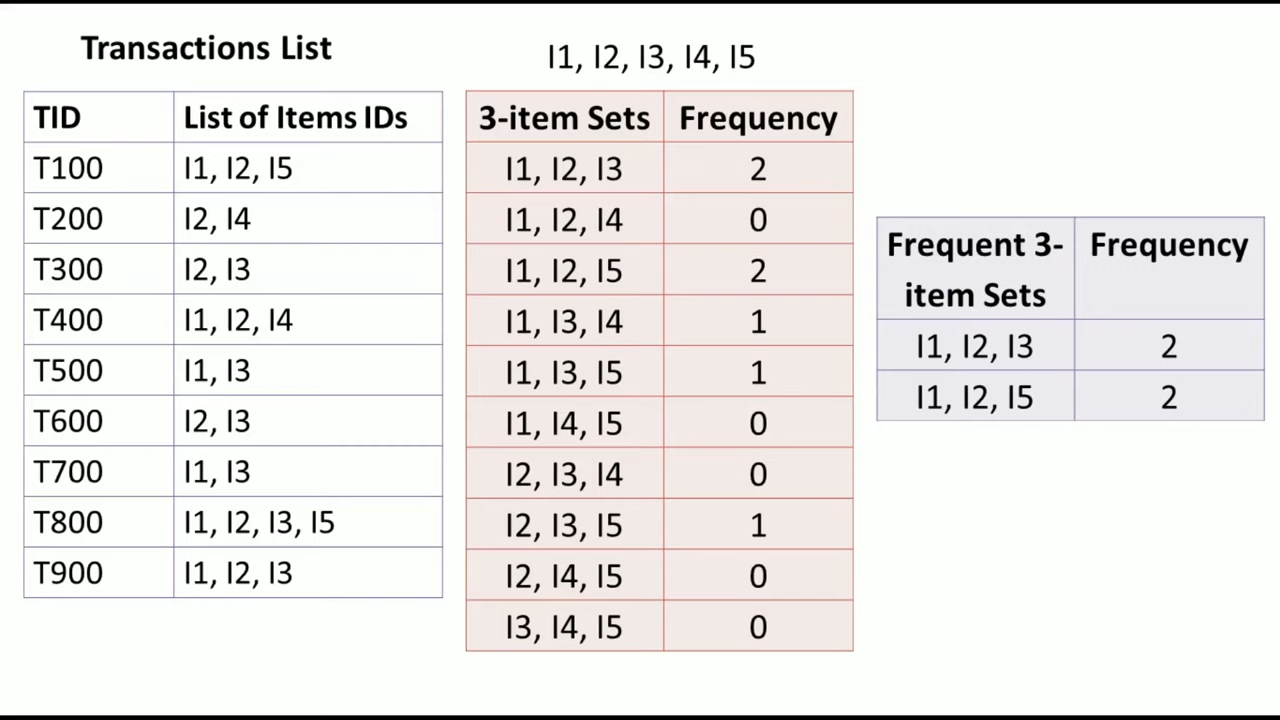 Transactions List
TID List of Items IDs
T100 I1, I2, I5
T200 I2, I4
T300 I2, I3
T400 I1, I2, I4
T500 I1, I3
T600 I2, I3
T700 I1, I3
T800 I1, I2, I3, I5
T900 I1, I2, I3
I1, I2, I3, I4, I5
3-item Sets Frequency
I1, I2, I3 2
I1, I2, I4 0
I1, I2, I5 2
I1, I3, I4 1
I1, I3, I5 1
I1, I4, I5 0
I2, I3, I4 0
I2, I3, I5 1
I2, I4, I5 0
I3, I4, I5 0
Frequent 3- Frequency
item Sets
I1, I2, I3 2
I1, I2, I5 2